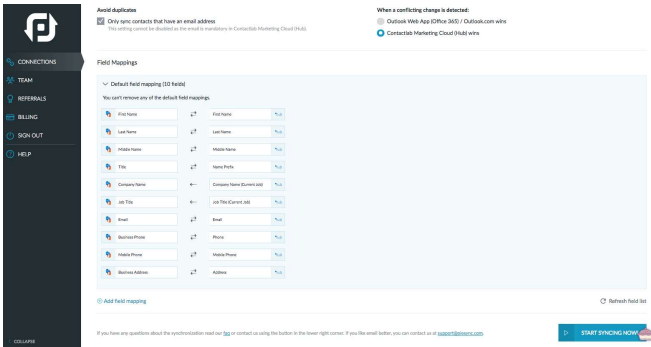 Avoid duplicates
When a conflicting change is detected:
Only sync contacts that have an email address
This setting cannot be disabled as the email is mandatory in Contactlab Marketing Cloud (Hub).
Outlook Web App (Office 365) / Outlook.com wins
Contactlab Marketing Cloud (Hub) wins
CONNECTIONS
TEAM
REFERRALS
BILLING
SIGN OUT
HELP
COLLAPSE
Field Mappings
Default field mapping (10 fields)
You can't remove any of the default field mappings.
First Name First Name
Last Name Last Name
Middle Name Middle Name
Title Name Prefix
Company Name Company Name (Current Job)
Job Title Job Title (Current Job)
Email Email
Business Phone Phone
Mobile Phone Mobile Phone
Business Address Address
Add field mapping
Refresh field list
If you have any questions about the synchronization read our faq or contact us using the button in the lower right corner. If you like email better, you can contact us at support@piesync.com.
START SYNCING NOW!